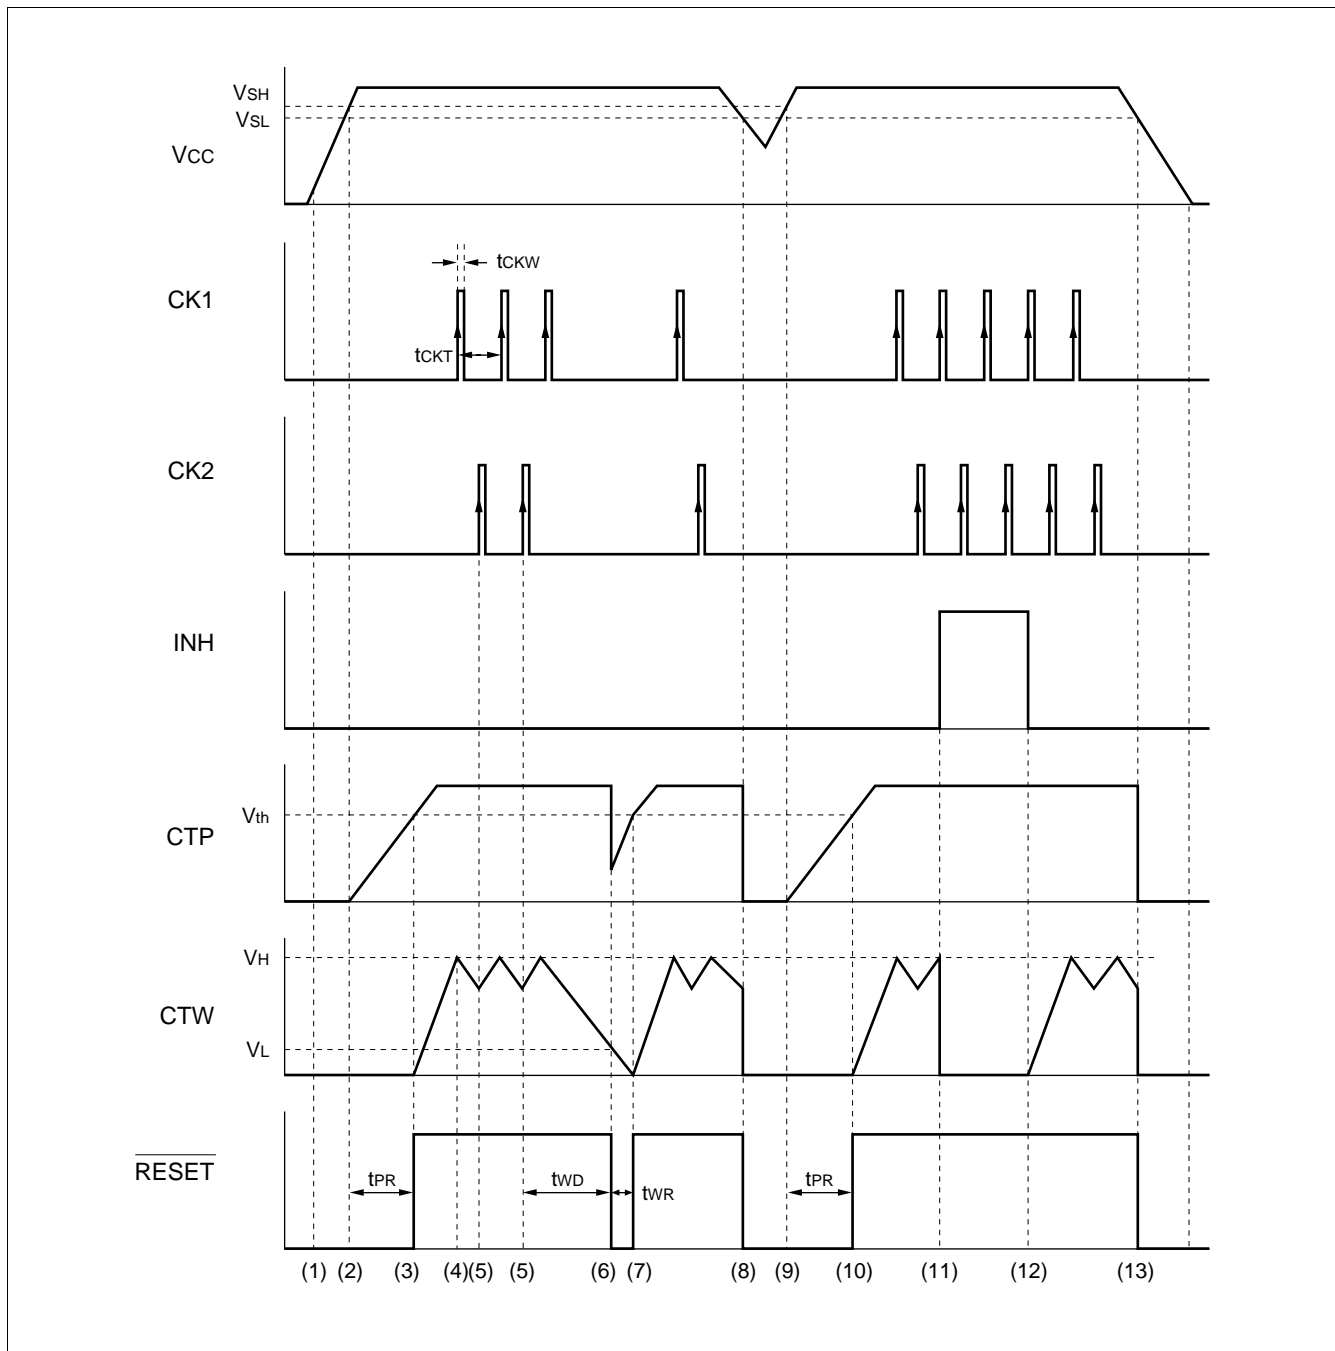 VSH
VSL
VCC
tCKW
CK1
tCKT
CK2
INH
Vth
CTP
VH
CTW
VL
RESET
tPR
tWD
tWR
tPR
(1) (2) (3) (4) (5) (5) (6) (7) (8) (9) (10) (11) (12) (13)